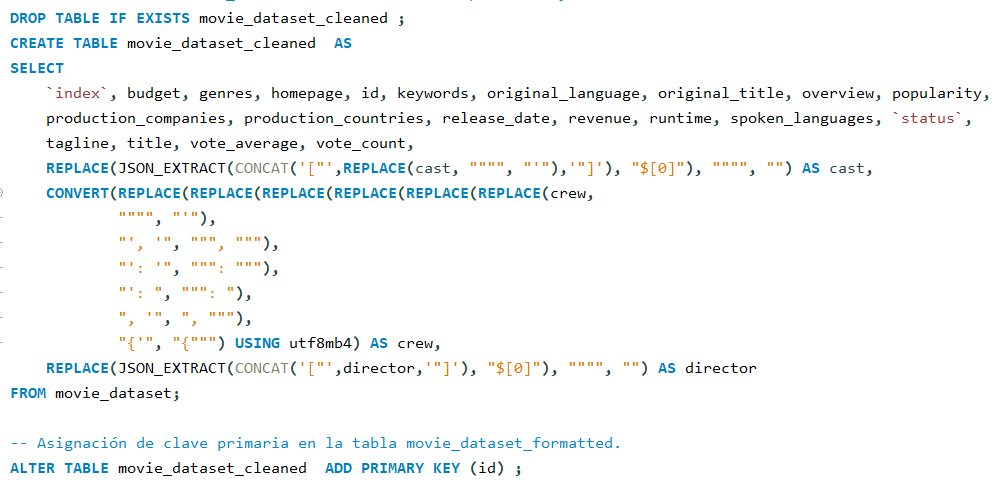 DROP TABLE IF EXISTS movie_dataset_cleaned ;
CREATE TABLE movie_dataset_cleaned  AS
SELECT
    `index`, budget, genres, homepage, id, keywords, original_language, original_title, overview, popularity,
    production_companies, production_countries, release_date, revenue, runtime, spoken_languages, `status`,
    tagline, title, vote_average, vote_count,
    REPLACE(JSON_EXTRACT(CONCAT('["',REPLACE(cast, """", "'"),'"]'), "$[0]"), """", "") AS cast,
    CONVERT(REPLACE(REPLACE(REPLACE(REPLACE(REPLACE(REPLACE(crew,
            """", "'"),
            "', '", """, """),
            "': '", """: """),
            "': ", """: "),
            ", '", ", """),
            "{'", "{""") USING utf8mb4) AS crew,
    REPLACE(JSON_EXTRACT(CONCAT('["',director,'"]'), "$[0]"), """", "") AS director
FROM movie_dataset;
-- Asignación de clave primaria en la tabla movie_dataset_formatted.
ALTER TABLE movie_dataset_cleaned  ADD PRIMARY KEY (id) ;